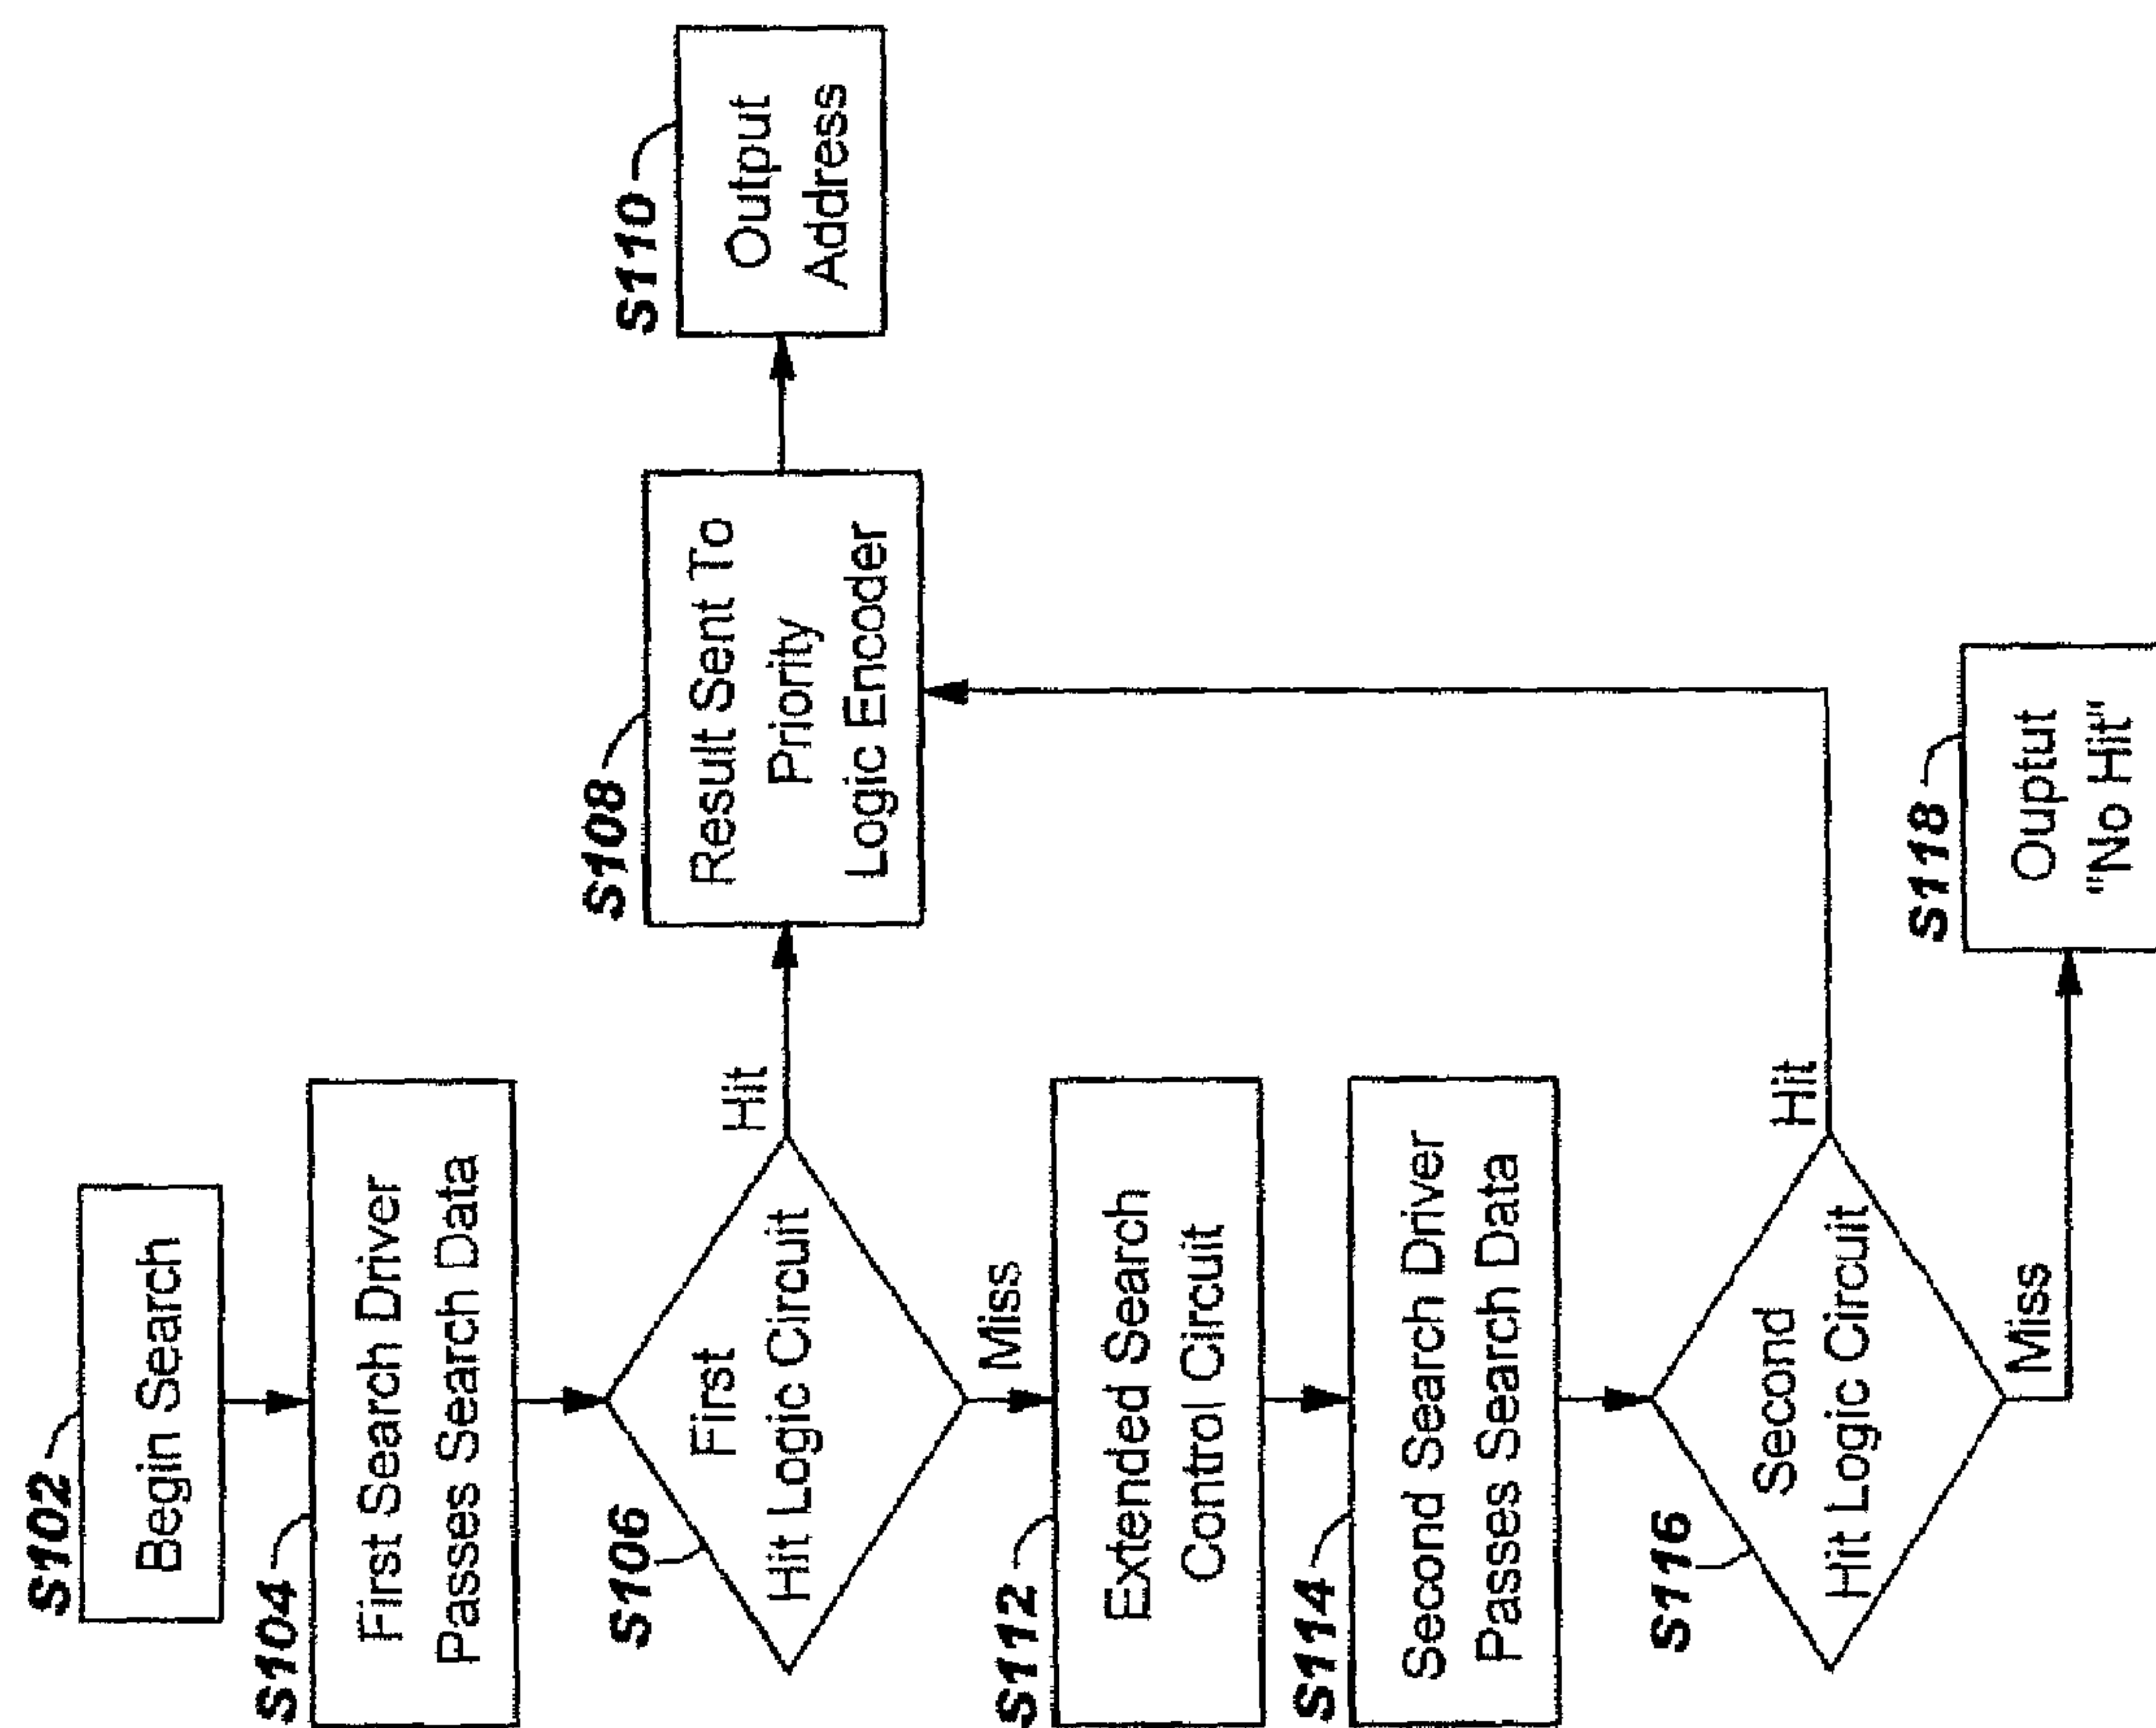 S102
Begin Search
S104
First Search Driver
Passes Search Data
S106
First
Hit Logic Circuit
Hit
Miss
S108
Result Sent To
Priority
Logic Encoder
S110
Output
Address
S112
Extended Search
Control Circuit
S114
Second Search Driver
Passes Search Data
S116
Second
Hit Logic Circuit
Hit
Miss
S118
Ouptut
"No Hit"